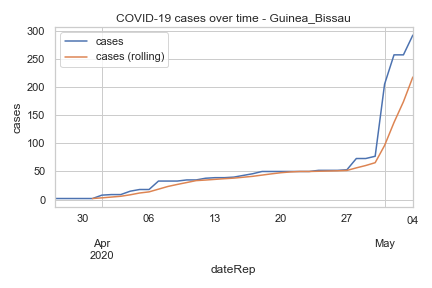 COVID-19 cases over time - Guinea_Bissau
cases
cases (rolling)
300
250
200
150
100
50
0
cases
30
06
13
20
27
04
Apr
2020
May
dateRep